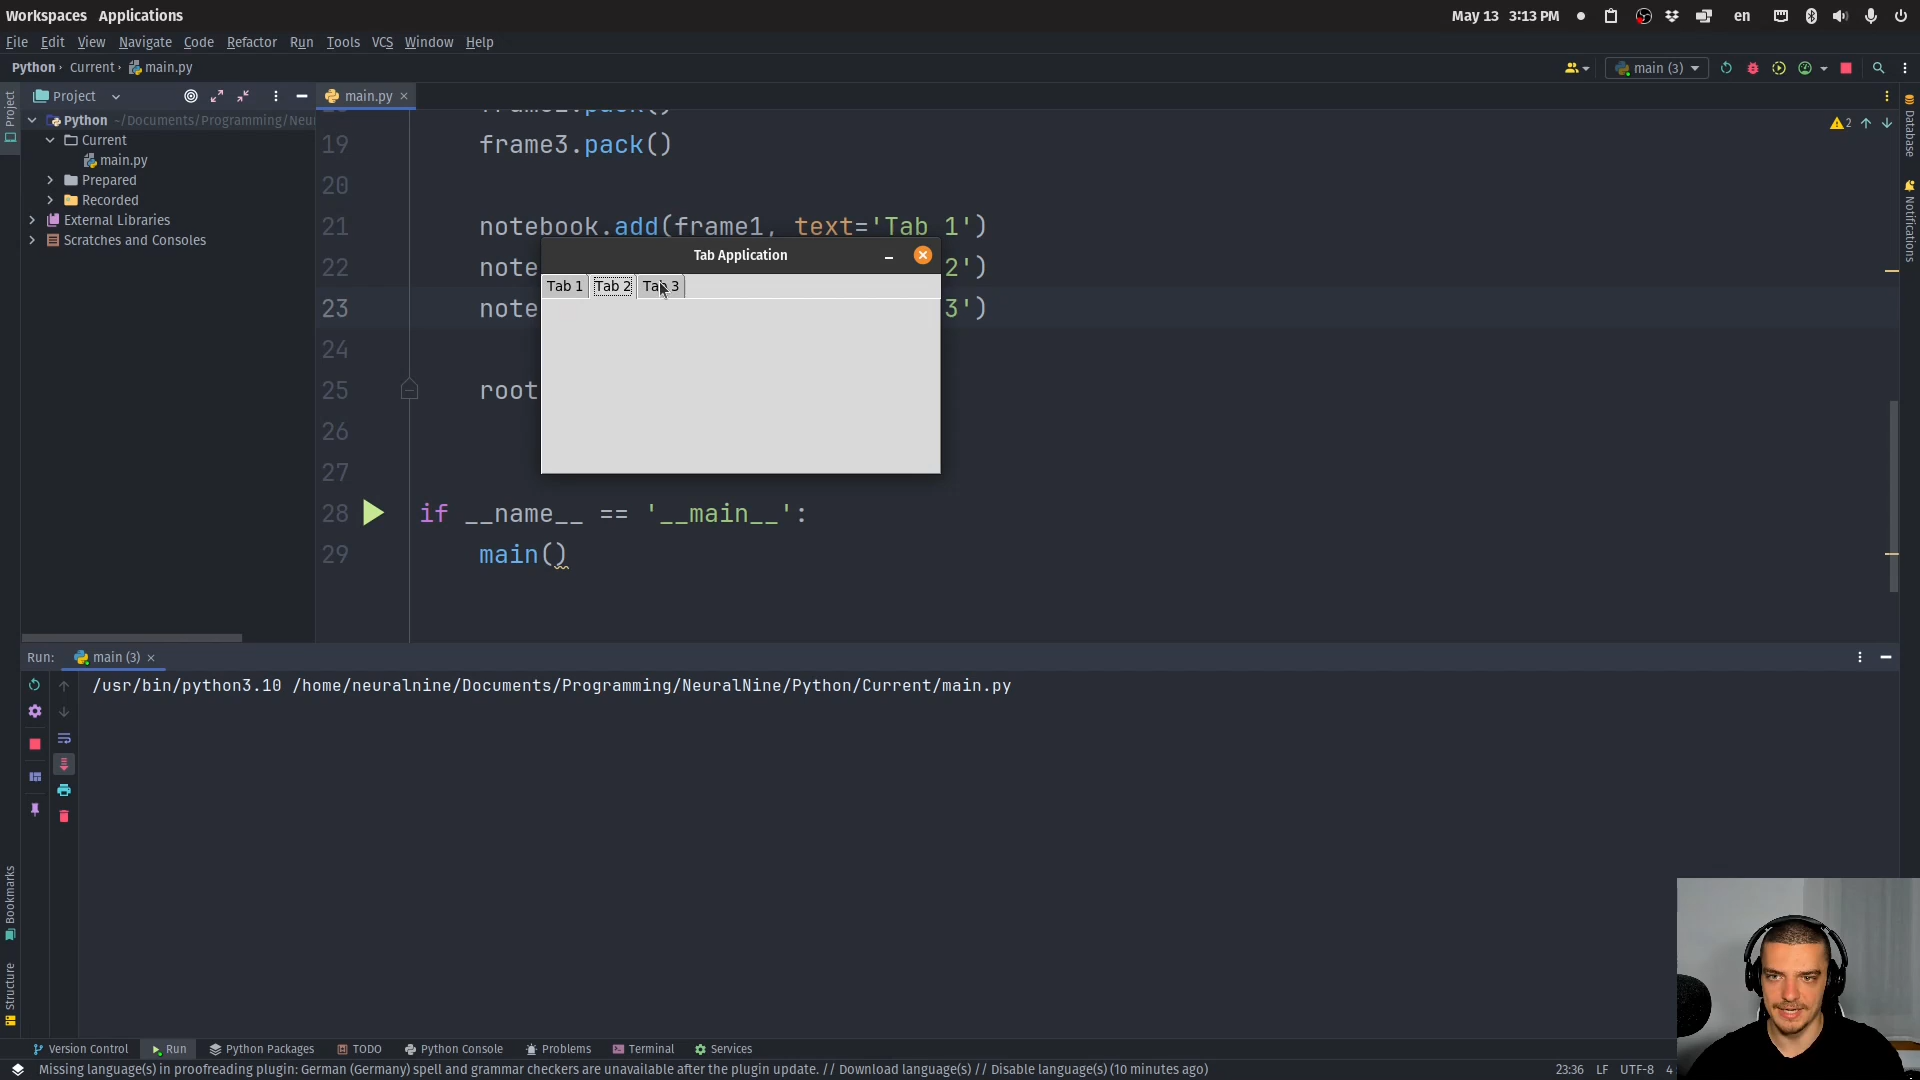 Workspaces Applications May 13 3:13 PM en
File Edit View Navigate Code Refactor Run Tools VCS Window Help
Python Current main.py main (3)
Project main.py
Project
Python ~/Documents/Programming/Neu
Current
main.py
Prepared
Recorded
External Libraries
Scratches and Consoles
2
19 frame3.pack()
20
21 notebook.add(frame1, text='Tab 1')
22 note 2')
23 note 3')
24
25 root
26
27
28 if __name__ == '__main__':
29 main()
Tab Application
Tab 1 Tab 2 Tab 3
Database
Notifications
Run: main (3)
/usr/bin/python3.10 /home/neuralnine/Documents/Programming/NeuralNine/Python/Current/main.py
Bookmarks
Structure
Version Control Run Python Packages TODO Python Console Problems Terminal Services
Missing language(s) in proofreading plugin: German (Germany) spell and grammar checkers are unavailable after the plugin update. // Download language(s) // Disable language(s) (10 minutes ago) 23:36 LF UTF-8 4